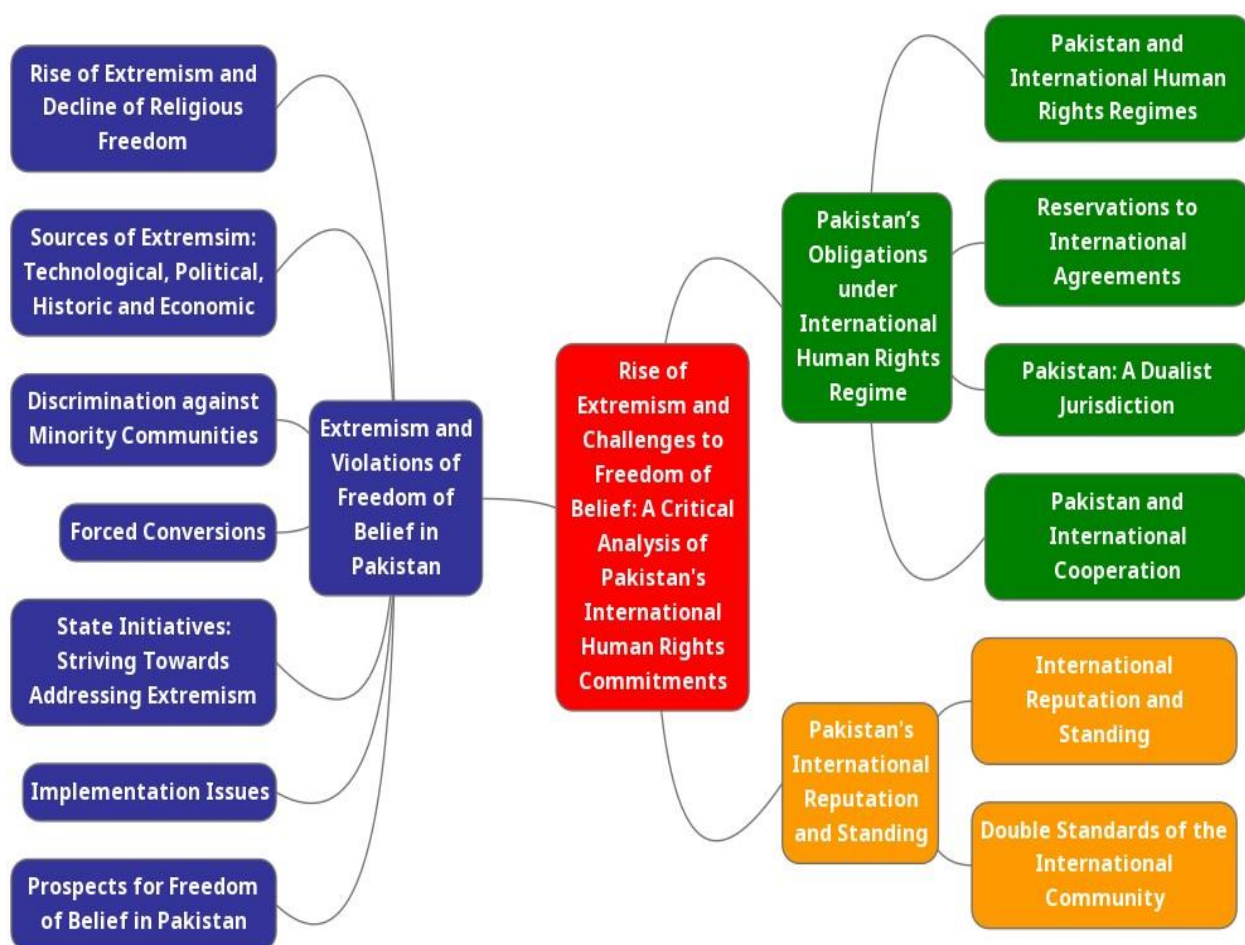 Rise of Extremism and
Decline of Religious
Freedom
Sources of Extremsim:
Technological, Political,
Historic and Economic
Discrimination against
Minority Communities
Forced Conversions
State Initiatives:
Striving Towards
Addressing Extremism
Implementation Issues
Prospects for Freedom
of Belief in Pakistan
Extremism and
Violations of
Freedom of
Belief in
Pakistan
Rise of
Extremism and
Challenges to
Freedom of
Belief: A Critical
Analysis of
Pakistan's
International
Human Rights
Commitments
Pakistan’s
Obligations
under
International
Human Rights
Regime
Pakistan and
International Human
Rights Regimes
Reservations to
International
Agreements
Pakistan: A Dualist
Jurisdiction
Pakistan and
International
Cooperation
Pakistan's
International
Reputation
and Standing
International
Reputation and
Standing
Double Standards of the
International
Community